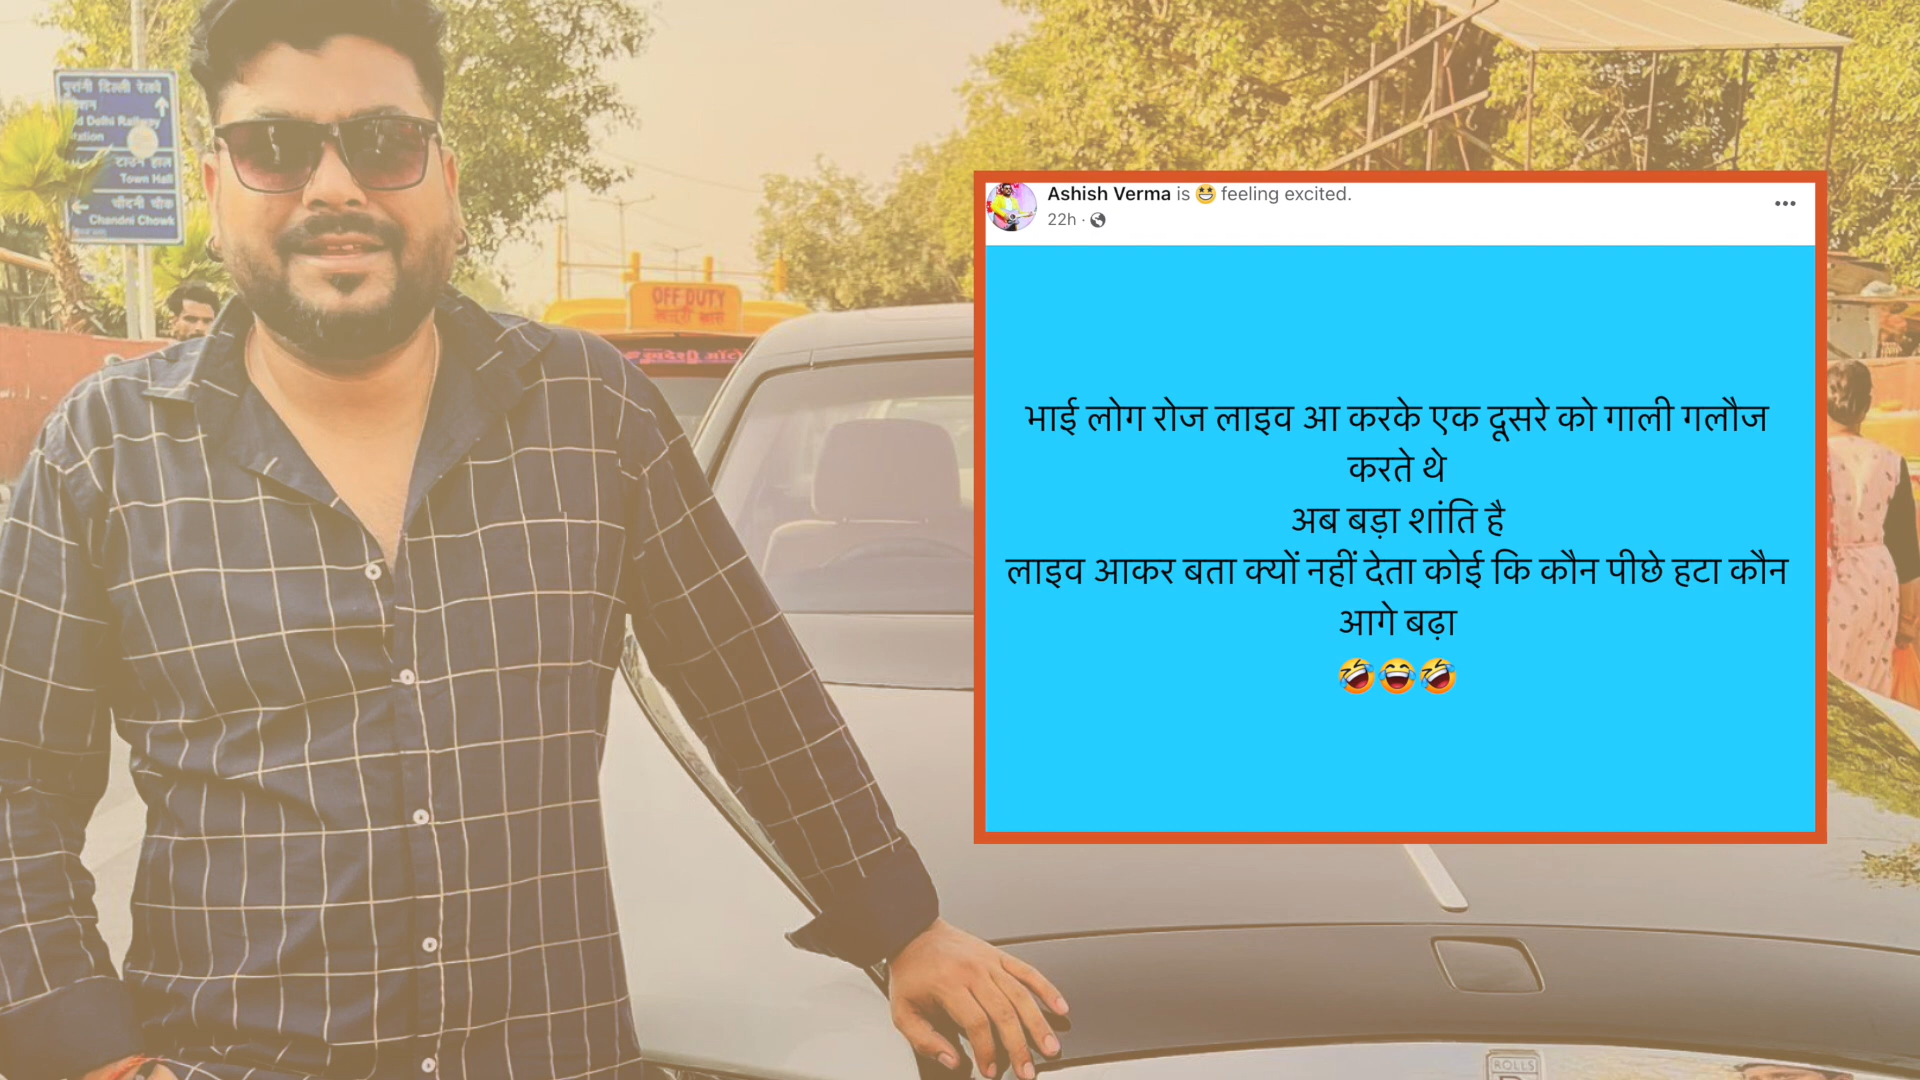 पुरानी दिल्ली रेलवे
Delhi Railway
टाउन हाल
Town Hall
चाँदनी चौक
Chandni Chowk
OFF DUTY
Ashish Verma is 😆 feeling excited.
22h ·
भाई लोग रोज लाइव आ करके एक दूसरे को गाली गलौज
करते थे
अब बड़ा शांति है
लाइव आकर बता क्यों नहीं देता कोई कि कौन पीछे हटा कौन
आगे बढ़ा
🤣😂🤣
ROLLS